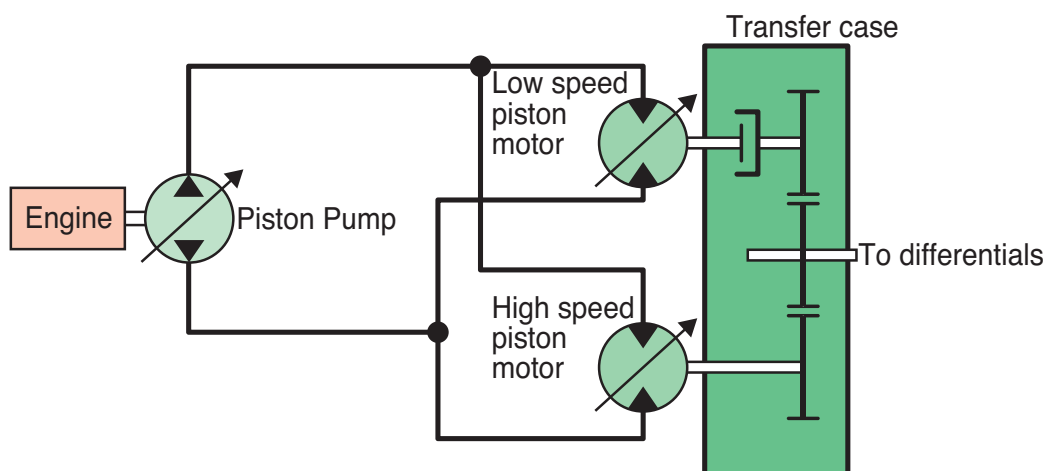 Transfer case
Low speed
piston
motor
Engine
Piston Pump
To differentials
High speed
piston
motor